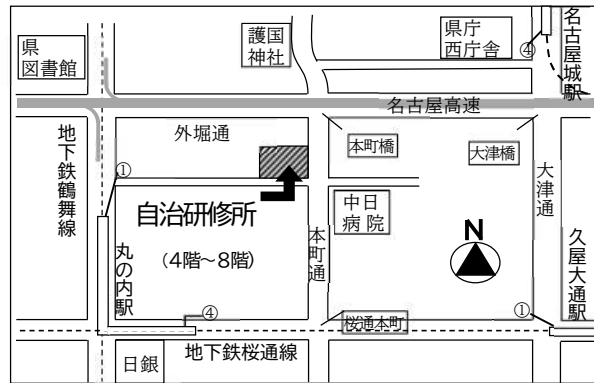 県
図書館
護国
神社
県庁
西庁舎
④
名古屋城駅
名古屋高速
地下鉄鶴舞線
外堀通
本町橋
大津橋
①
大津通
自治研修所
(4階～8階)
中日
病院
本町通
N
丸の内駅
久屋大通駅
④
桜通本町
①
日銀
地下鉄桜通線